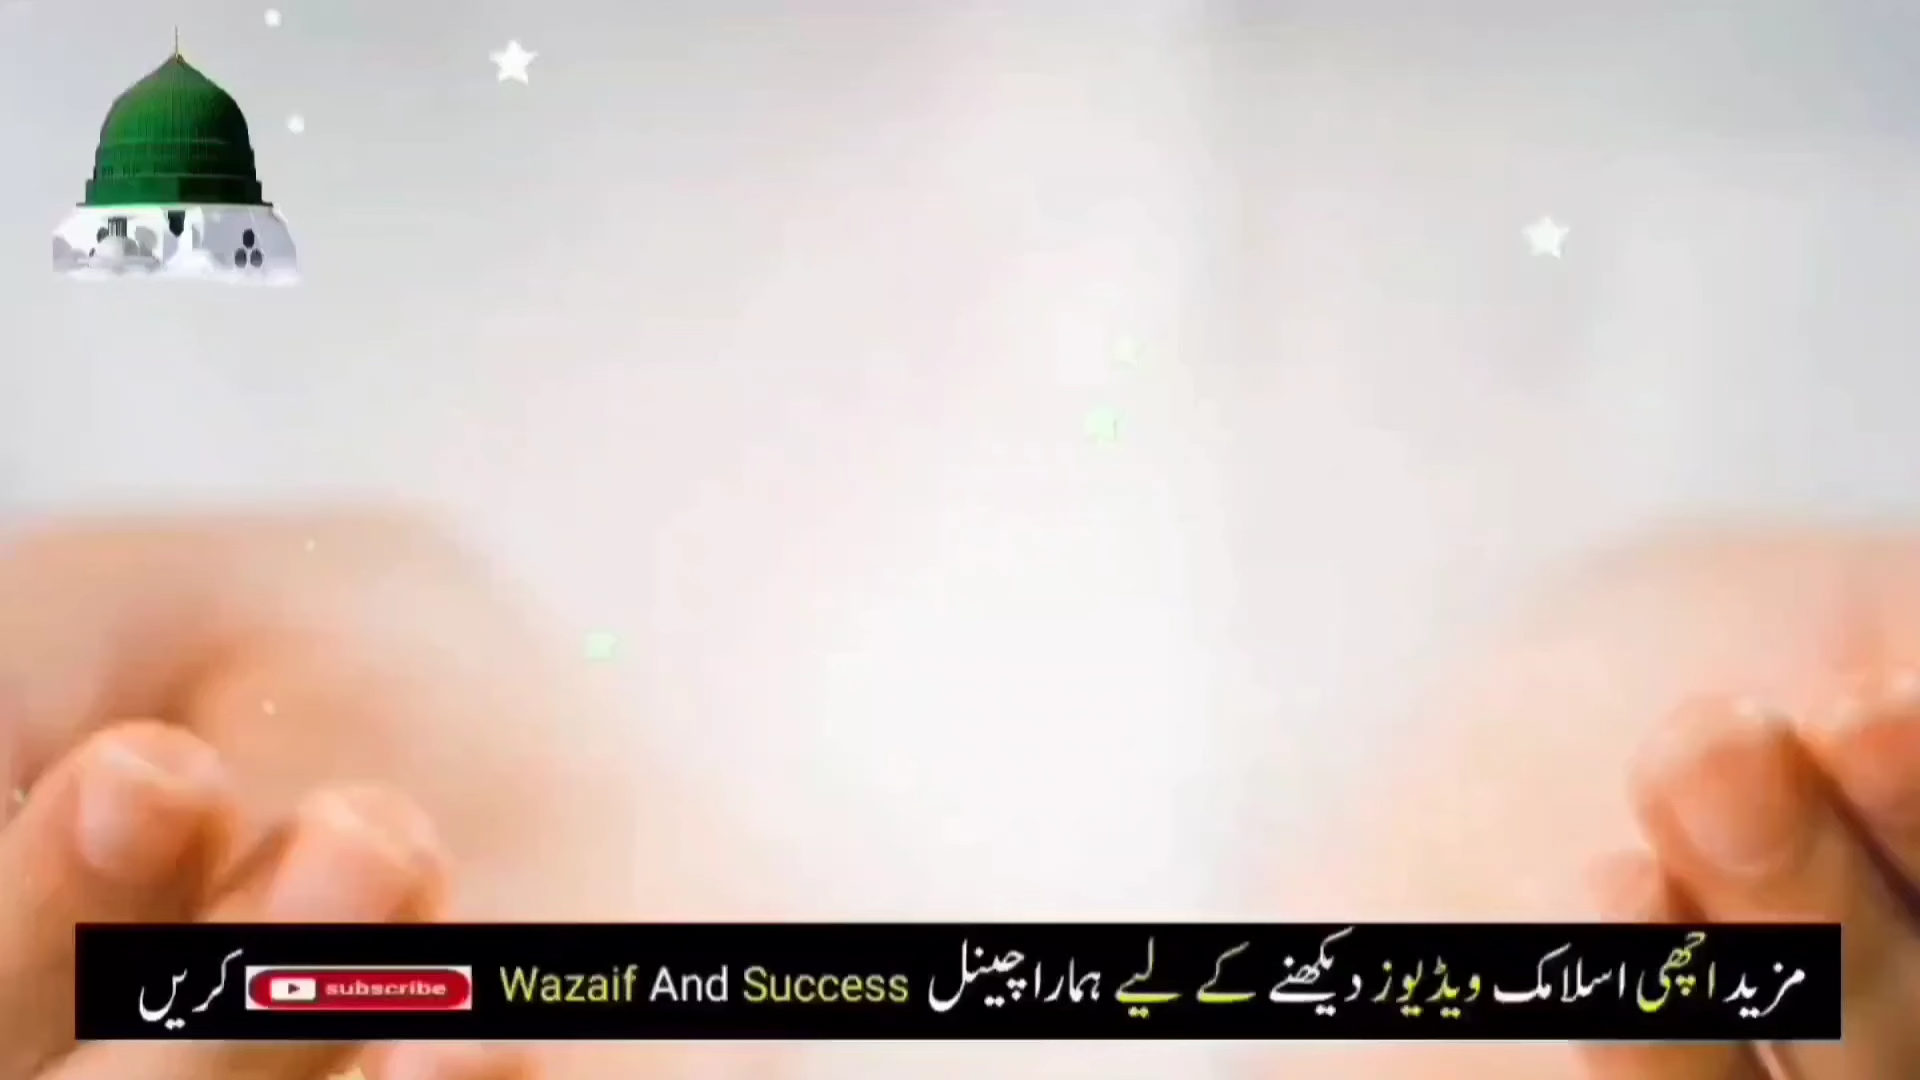 مزید اچھی اسلامک ویڈیوز دیکھنے کے لیے ہمارا چینل Wazaif And Success subscribe کریں